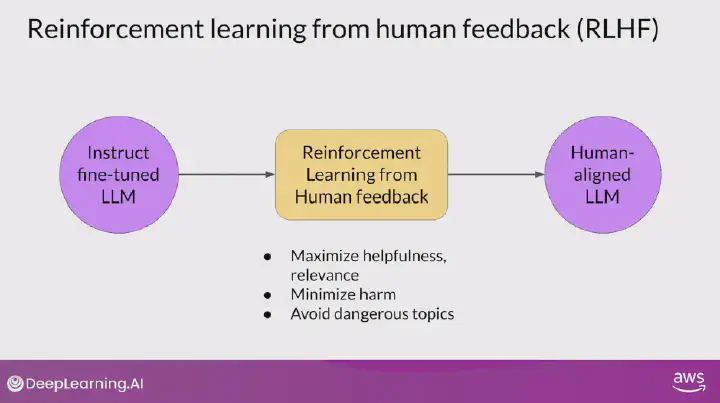 Reinforcement learning from human feedback (RLHF)
Instruct
fine-tuned
LLM
Reinforcement
Learning from
Human feedback
Human-
aligned
LLM
● Maximize helpfulness,
relevance
● Minimize harm
● Avoid dangerous topics
DeepLearning.AI
aws